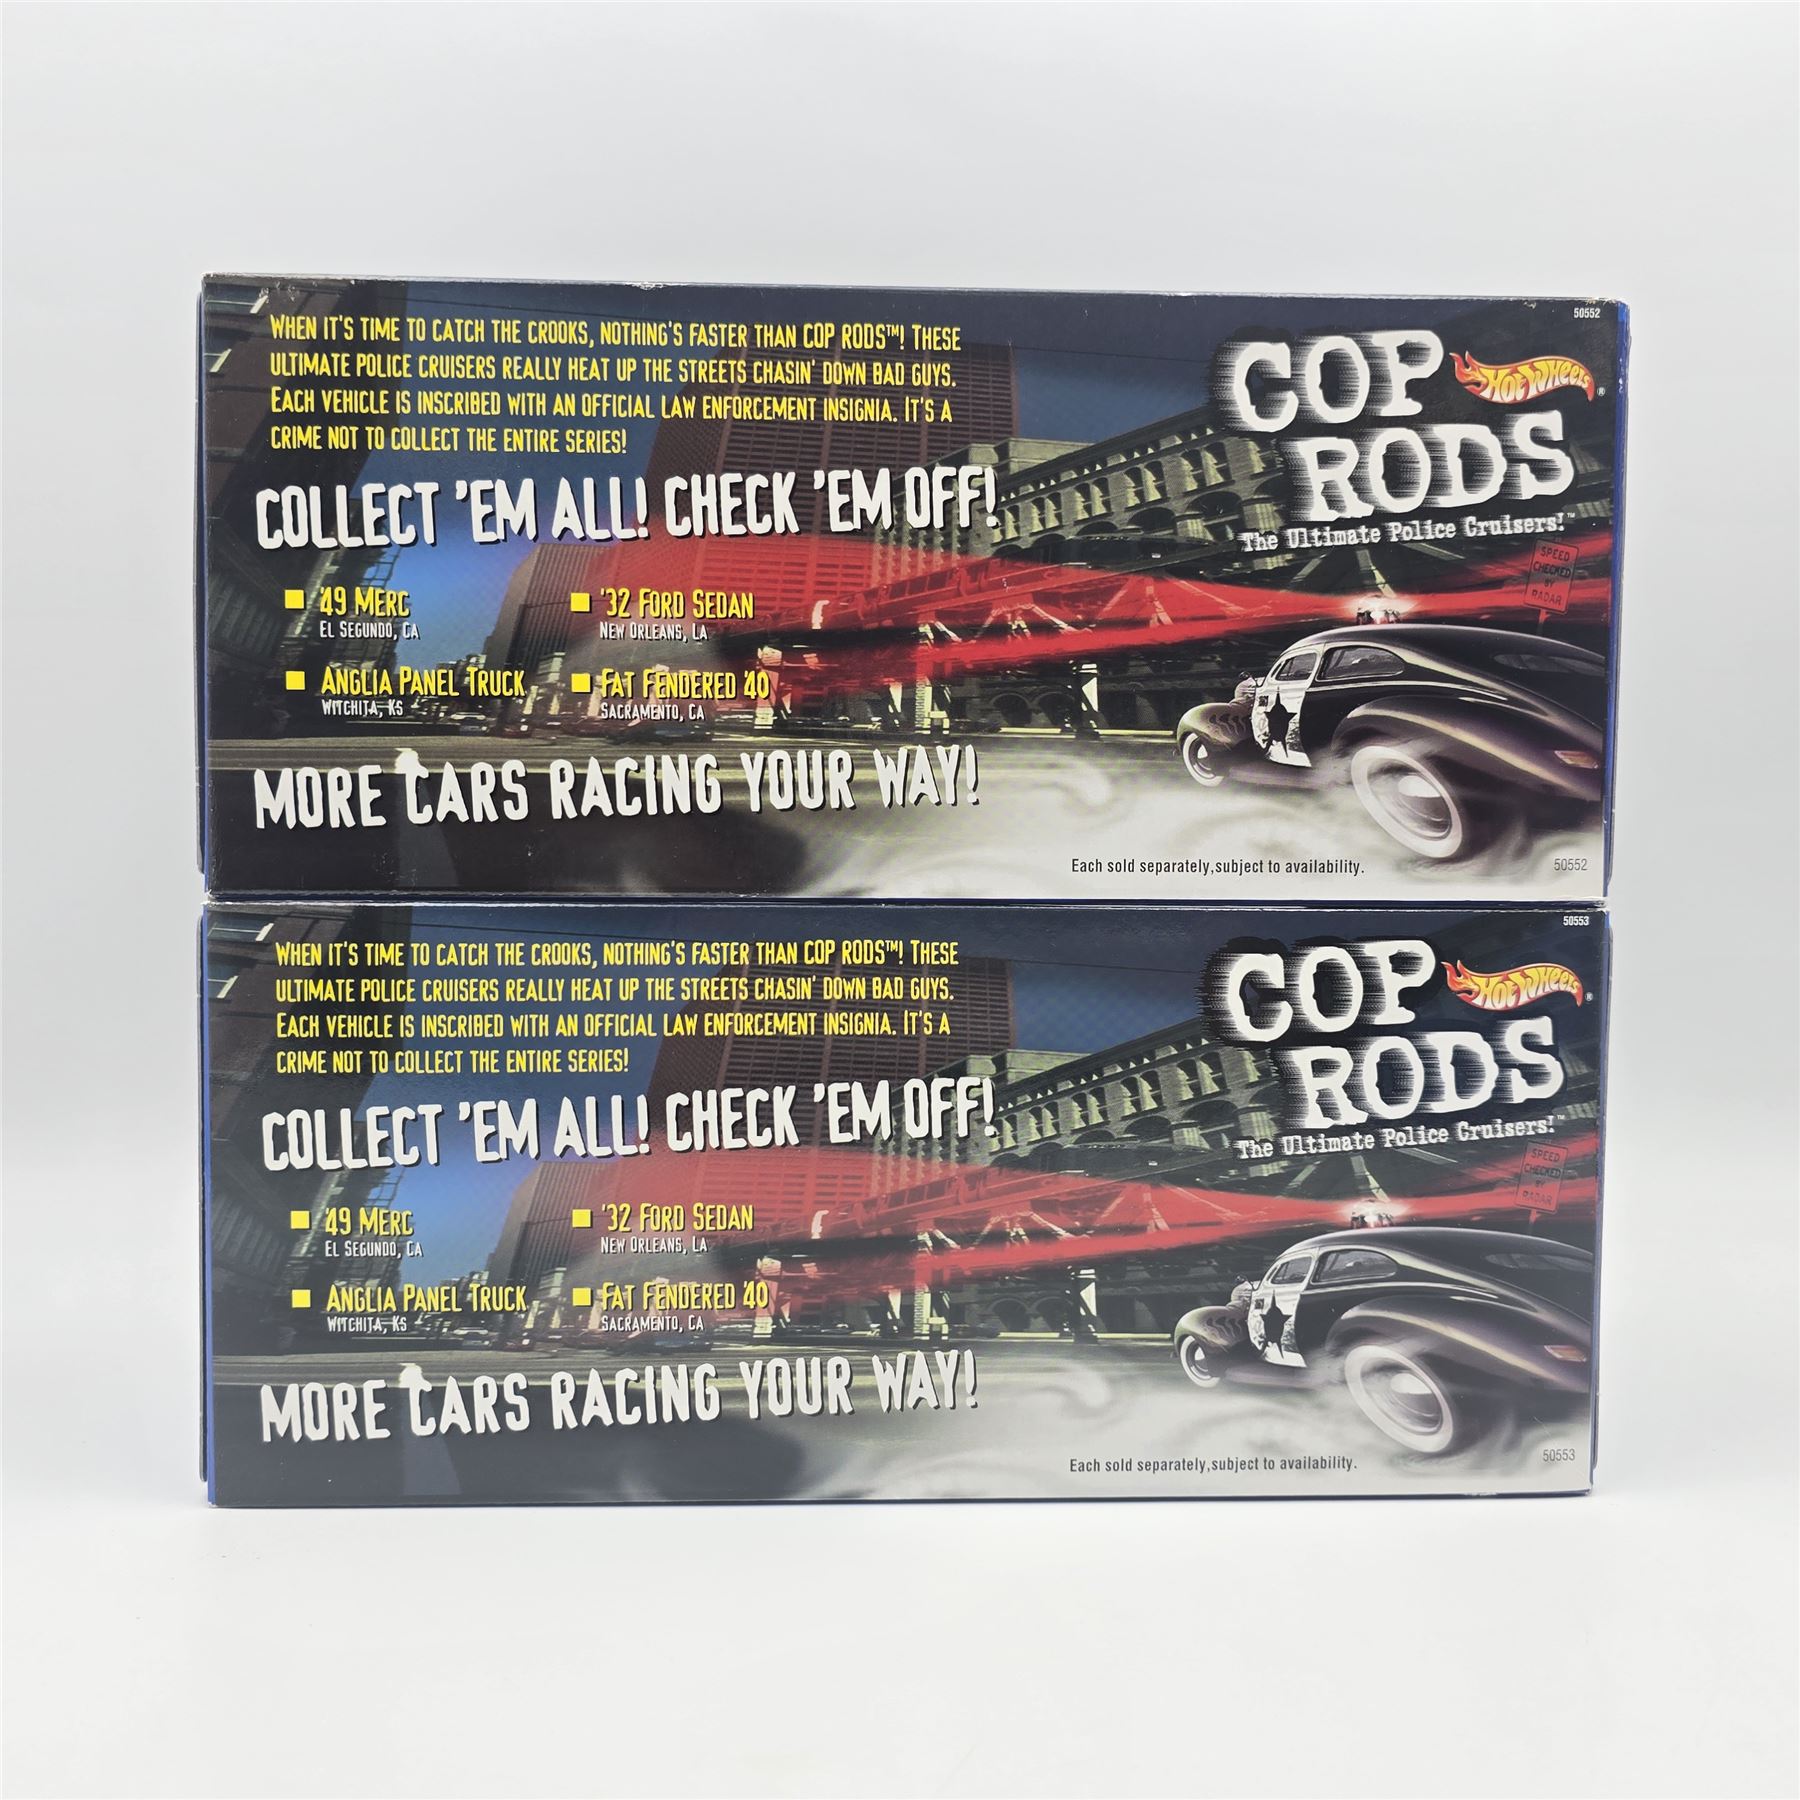 50552
WHEN IT'S TIME TO CATCH THE CROOKS, NOTHING'S FASTER THAN COP RODS™! THESE
ULTIMATE POLICE CRUISERS REALLY HEAT UP THE STREETS CHASIN' DOWN BAD GUYS.
EACH VEHICLE IS INSCRIBED WITH AN OFFICIAL LAW ENFORCEMENT INSIGNIA. IT'S A
CRIME NOT TO COLLECT THE ENTIRE SERIES!
COP
HOT WHEELS®
RODS
The Ultimate Police Cruisers!™
COLLECT 'EM ALL! CHECK 'EM OFF!
SPEED
CHECKED
BY
RADAR
'49 MERC
EL SEGUNDO, CA
'32 FORD SEDAN
NEW ORLEANS, LA
ANGLIA PANEL TRUCK
WITCHITA, KS
FAT FENDERED '40
SACRAMENTO, CA
MORE CARS RACING YOUR WAY!
Each sold separately,subject to availability.
50552
50553
WHEN IT'S TIME TO CATCH THE CROOKS, NOTHING'S FASTER THAN COP RODS™! THESE
ULTIMATE POLICE CRUISERS REALLY HEAT UP THE STREETS CHASIN' DOWN BAD GUYS.
EACH VEHICLE IS INSCRIBED WITH AN OFFICIAL LAW ENFORCEMENT INSIGNIA. IT'S A
CRIME NOT TO COLLECT THE ENTIRE SERIES!
COP
HOT WHEELS®
RODS
The Ultimate Police Cruisers!™
COLLECT 'EM ALL! CHECK 'EM OFF!
SPEED
CHECKED
BY
RADAR
'49 MERC
EL SEGUNDO, CA
'32 FORD SEDAN
NEW ORLEANS, LA
ANGLIA PANEL TRUCK
WITCHITA, KS
FAT FENDERED '40
SACRAMENTO, CA
MORE CARS RACING YOUR WAY!
Each sold separately,subject to availability.
50553